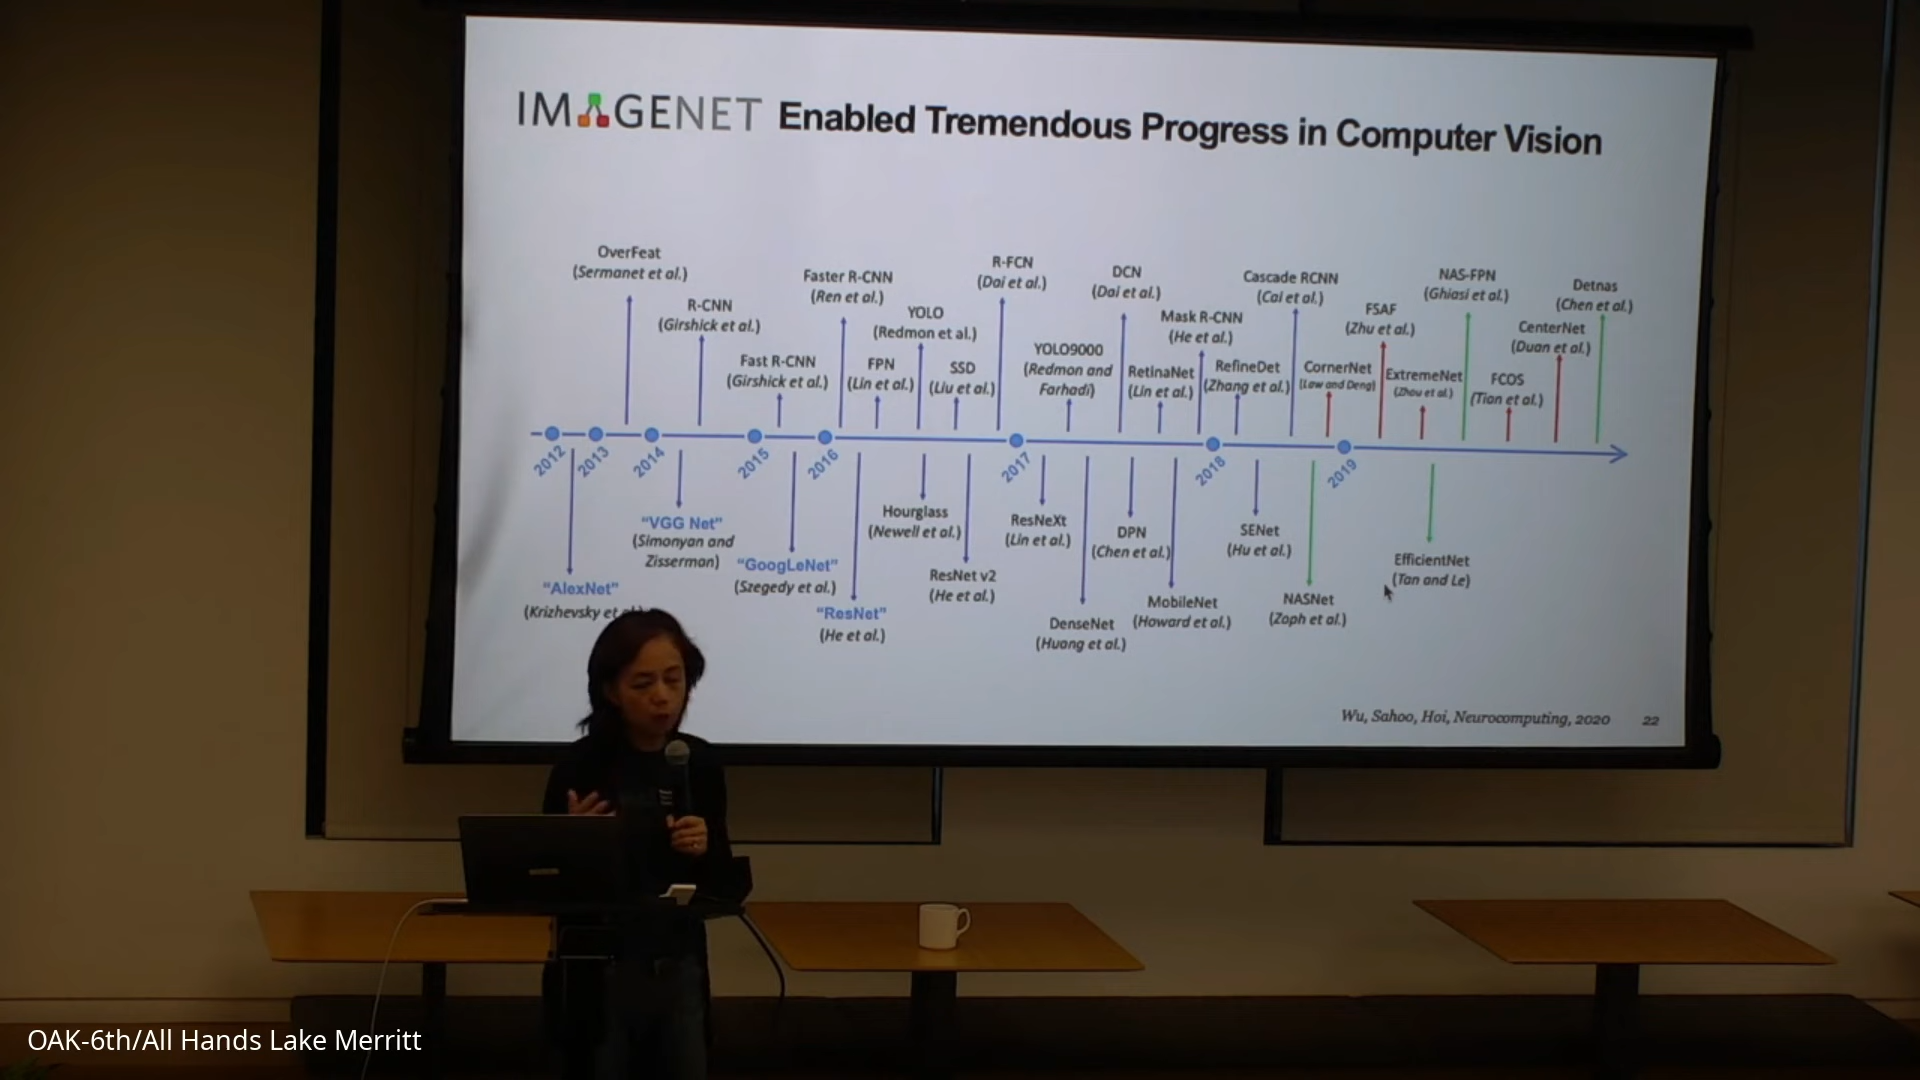 IMAGENET Enabled Tremendous Progress in Computer Vision
OverFeat
(Sermanet et al.)
R-CNN
(Girshick et al.)
Fast R-CNN
(Girshick et al.)
Faster R-CNN
(Ren et al.)
FPN
(Lin et al.)
YOLO
(Redmon et al.)
SSD
(Liu et al.)
R-FCN
(Dai et al.)
YOLO9000
(Redmon and
Farhadi)
DCN
(Dai et al.)
RetinaNet
(Lin et al.)
Mask R-CNN
(He et al.)
RefineDet
(Zhang et al.)
Cascade RCNN
(Cai et al.)
CornerNet
(Law and Deng)
FSAF
(Zhu et al.)
ExtremeNet
(Zhou et al.)
NAS-FPN
(Ghiasi et al.)
FCOS
(Tian et al.)
CenterNet
(Duan et al.)
Detnas
(Chen et al.)
2012
2013
2014
2015
2016
2017
2018
2019
"AlexNet"
(Krizhevsky et
"VGG Net"
(Simonyan and
Zisserman)
"GoogLeNet"
(Szegedy et al.)
"ResNet"
(He et al.)
Hourglass
(Newell et al.)
ResNet v2
(He et al.)
ResNeXt
(Lin et al.)
DenseNet
(Huang et al.)
DPN
(Chen et al.)
MobileNet
(Howard et al.)
SENet
(Hu et al.)
NASNet
(Zoph et al.)
EfficientNet
(Tan and Le)
Wu, Sahoo, Hoi, Neurocomputing, 2020
22
OAK-6th/All Hands Lake Merritt